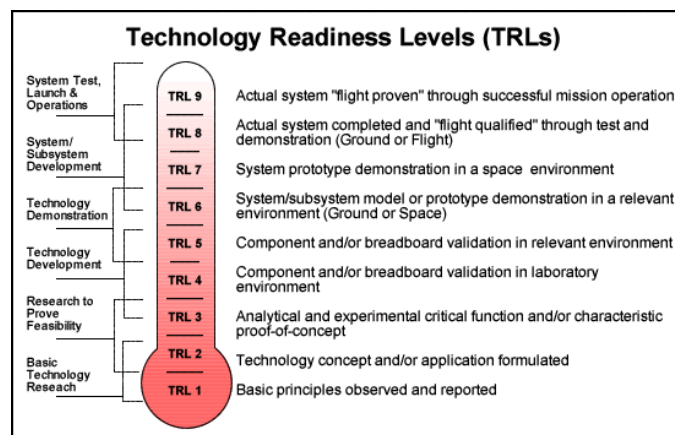 Technology Readiness Levels (TRLs)
System Test,
Launch &
Operations
System/
Subsystem
Development
Technology
Demonstration
Technology
Development
Research to
Prove
Feasibility
Basic
Technology
Reseach
TRL 9
Actual system "flight proven" through successful mission operation
TRL 8
Actual system completed and "flight qualified" through test and
demonstration (Ground or Flight)
TRL 7
System prototype demonstration in a space environment
TRL 6
System/subsystem model or prototype demonstration in a relevant
environment (Ground or Space)
TRL 5
Component and/or breadboard validation in relevant environment
TRL 4
Component and/or breadboard validation in laboratory
environment
TRL 3
Analytical and experimental critical function and/or characteristic
proof-of-concept
TRL 2
Technology concept and/or application formulated
TRL 1
Basic principles observed and reported